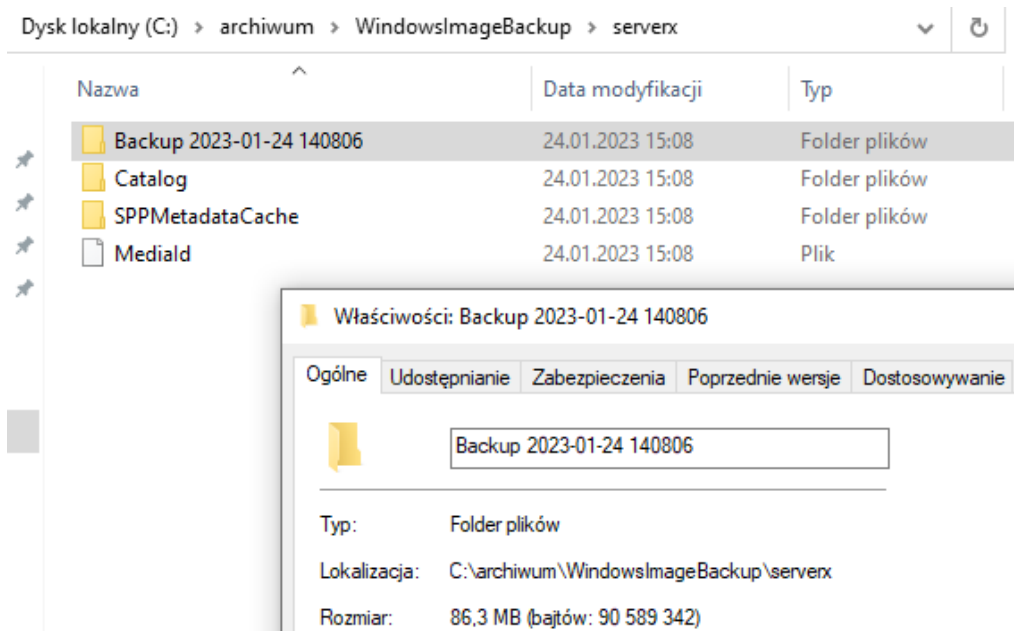 Dysk lokalny (C:) > archiwum > WindowsImageBackup > serverx
Nazwa Data modyfikacji Typ
Backup 2023-01-24 140806 24.01.2023 15:08 Folder plików
Catalog 24.01.2023 15:08 Folder plików
SPPMetadataCache 24.01.2023 15:08 Folder plików
MediaId 24.01.2023 15:08 Plik
Właściwości: Backup 2023-01-24 140806
Ogólne Udostępnianie Zabezpieczenia Poprzednie wersje Dostosowywanie
Backup 2023-01-24 140806
Typ: Folder plików
Lokalizacja: C:\archiwum\WindowsImageBackup\serverx
Rozmiar: 86,3 MB (bajtów: 90 589 342)